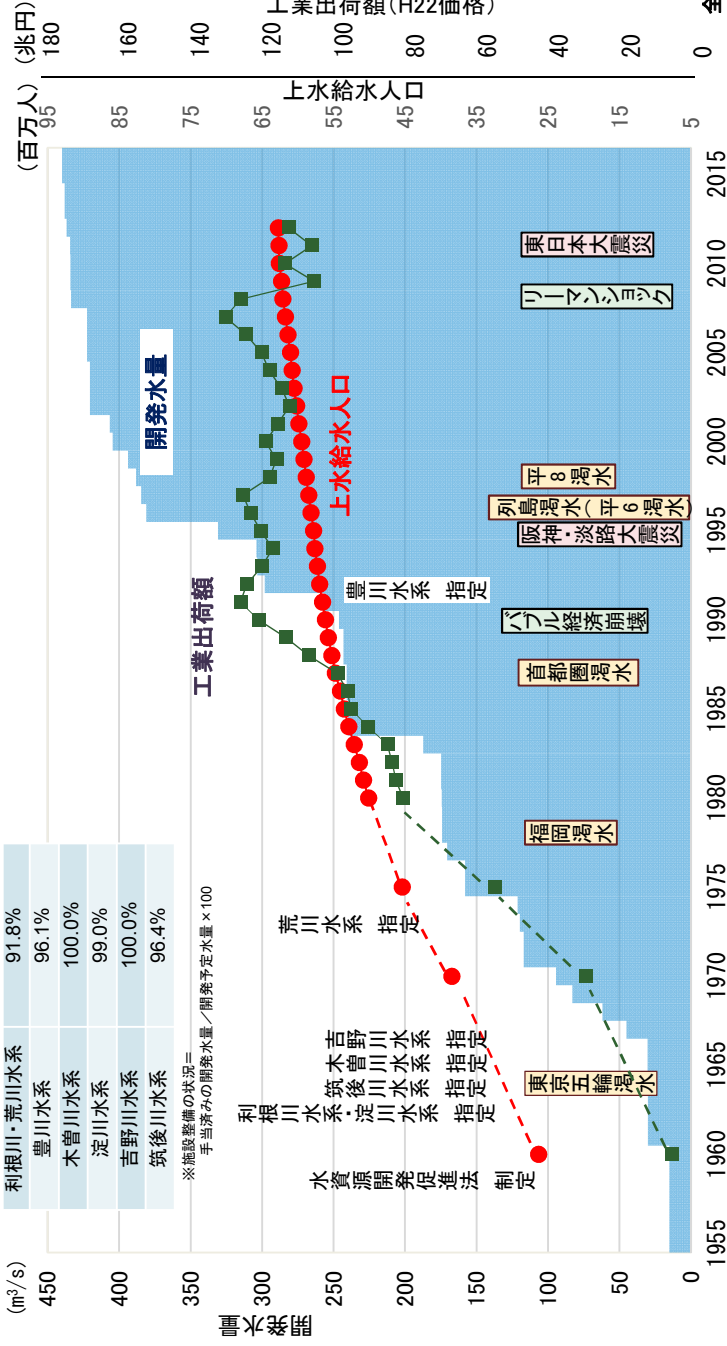 利根川・荒川水系 91.8%
豊川水系 96.1%
木曽川水系 100.0%
淀川水系 99.0%
吉野川水系 100.0%
筑後川水系 96.4%
※施設整備の状況＝
手当済みの開発水量／開発予定水量×100
(m³/s)
450
400
350
300
250
200
150
100
50
0
開発水量
(百万人)
95
85
75
65
55
45
35
25
15
5
上水給水人口
(兆円)
180
160
140
120
100
80
60
40
20
0
工業出荷額(H22価格)
全
開発水量
工業出荷額
上水給水人口
水資源開発促進法 制定
利根川水系・淀川水系 指定
筑後川水系 指定
木曽川水系 指定
吉野川水系 指定
荒川水系 指定
豊川水系 指定
東京五輪渇水
福岡渇水
首都圏渇水
バブル経済崩壊
阪神・淡路大震災
列島渇水(平6渇水)
平8渇水
リーマンショック
東日本大震災
1955
1960
1965
1970
1975
1980
1985
1990
1995
2000
2005
2010
2015